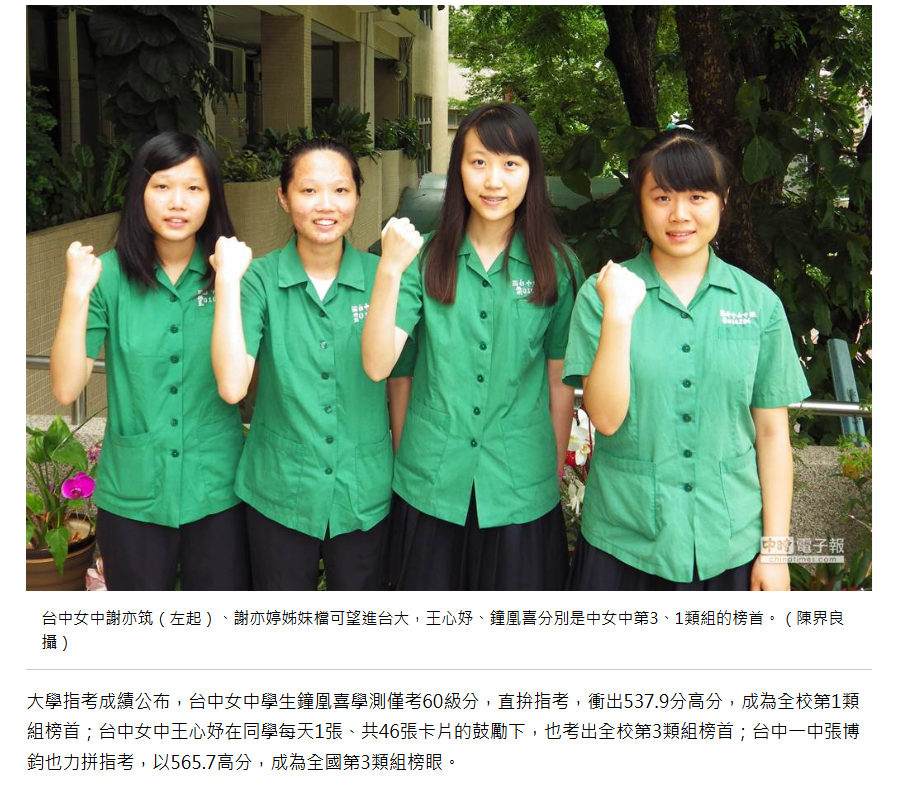 中時電子報
chinatimes.com
台中女中謝亦筑（左起）、謝亦婷姊妹檔可望進台大，王心妤、鐘凰喜分別是中女中第3、1類組的榜首。（陳界良
攝）
大學指考成績公布，台中女中學生鐘凰喜學測僅考60級分，直拚指考，衝出537.9分高分，成為全校第1類
組榜首；台中女中王心妤在同學每天1張、共46張卡片的鼓勵下，也考出全校第3類組榜首；台中一中張博
鈞也力拼指考，以565.7高分，成為全國第3類組榜眼。